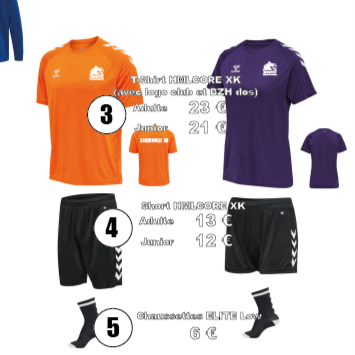 T-Shirt HMLCORE XK
(avec logo club et BZH dos)
3
Adulte 23 €
Junior 21 €
Short HMLCORE XK
4
Adulte 13 €
Junior 12 €
Chaussettes ELITE Low
5
6 €